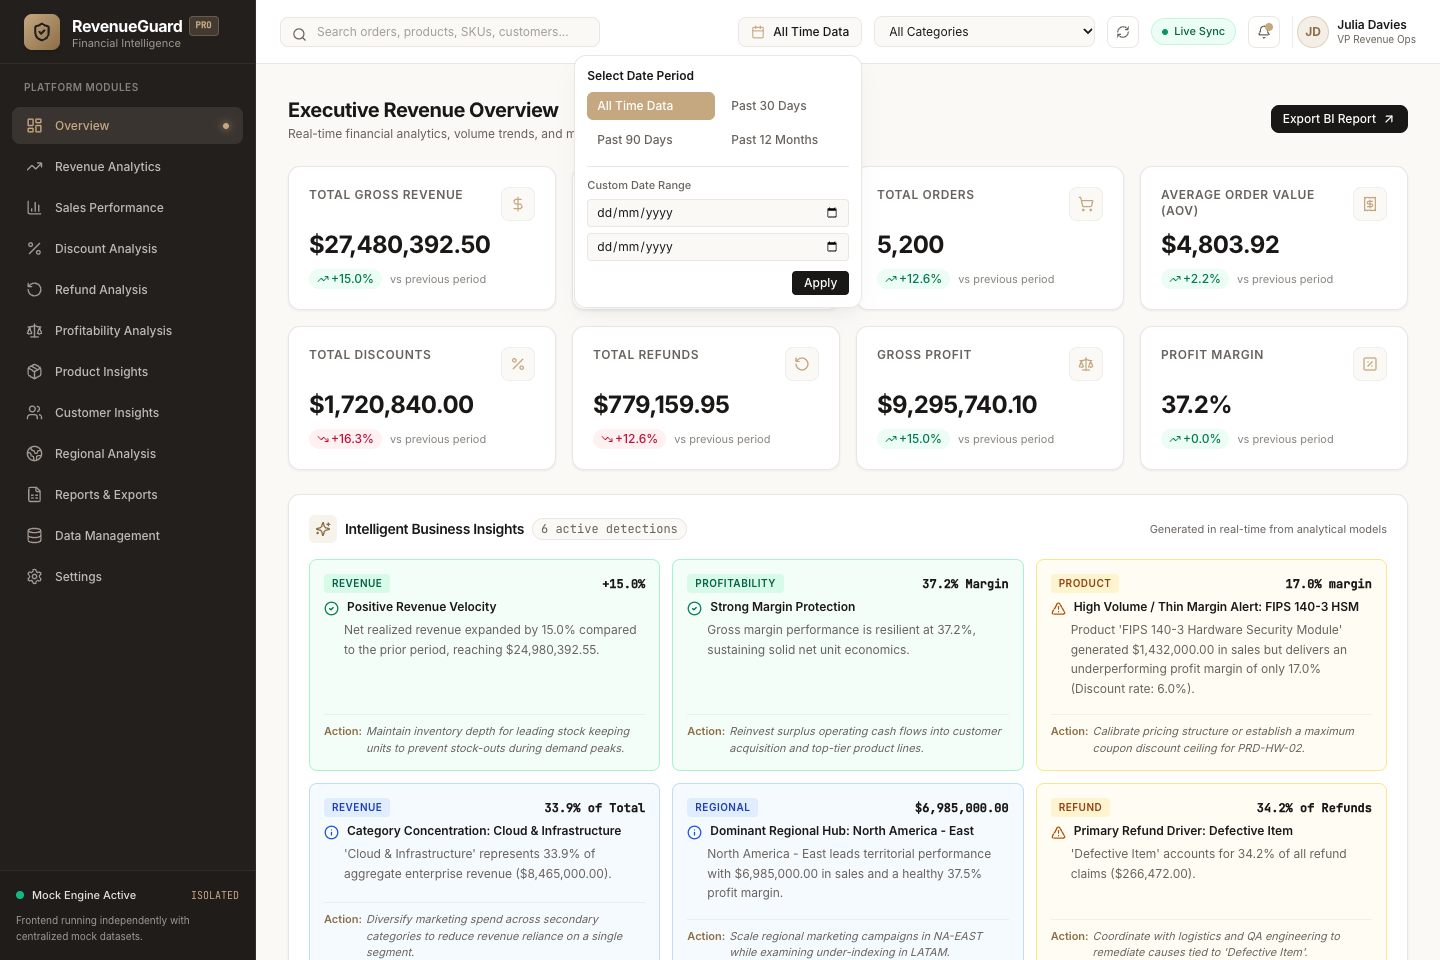 RevenueGuard PRO
Financial Intelligence
Search orders, products, SKUs, customers...
All Time Data
All Categories
Live Sync
JD
Julia Davies
VP Revenue Ops
PLATFORM MODULES
Overview
Revenue Analytics
Sales Performance
Discount Analysis
Refund Analysis
Profitability Analysis
Product Insights
Customer Insights
Regional Analysis
Reports & Exports
Data Management
Settings
Mock Engine Active ISOLATED
Frontend running independently with
centralized mock datasets.
Select Date Period
All Time Data Past 30 Days
Past 90 Days Past 12 Months
Custom Date Range
dd/mm/yyyy
dd/mm/yyyy
Apply
Executive Revenue Overview
Real-time financial analytics, volume trends, and
Export BI Report
TOTAL GROSS REVENUE
$27,480,392.50
+15.0% vs previous period
TOTAL ORDERS
5,200
+12.6% vs previous period
AVERAGE ORDER VALUE
(AOV)
$4,803.92
+2.2% vs previous period
TOTAL DISCOUNTS
$1,720,840.00
+16.3% vs previous period
TOTAL REFUNDS
$779,159.95
+12.6% vs previous period
GROSS PROFIT
$9,295,740.10
+15.0% vs previous period
PROFIT MARGIN
37.2%
+0.0% vs previous period
Intelligent Business Insights 6 active detections
Generated in real-time from analytical models
REVENUE +15.0%
Positive Revenue Velocity
Net realized revenue expanded by 15.0% compared
to the prior period, reaching $24,980,392.55.
Action: Maintain inventory depth for leading stock keeping
units to prevent stock-outs during demand peaks.
PROFITABILITY 37.2% Margin
Strong Margin Protection
Gross margin performance is resilient at 37.2%,
sustaining solid net unit economics.
Action: Reinvest surplus operating cash flows into customer
acquisition and top-tier product lines.
PRODUCT 17.0% margin
High Volume / Thin Margin Alert: FIPS 140-3 HSM
Product 'FIPS 140-3 Hardware Security Module'
generated $1,432,000.00 in sales but delivers an
underperforming profit margin of only 17.0%
(Discount rate: 6.0%).
Action: Calibrate pricing structure or establish a maximum
coupon discount ceiling for PRD-HW-02.
REVENUE 33.9% of Total
Category Concentration: Cloud & Infrastructure
'Cloud & Infrastructure' represents 33.9% of
aggregate enterprise revenue ($8,465,000.00).
Action: Diversify marketing spend across secondary
categories to reduce revenue reliance on a single
segment.
REGIONAL $6,985,000.00
Dominant Regional Hub: North America - East
North America - East leads territorial performance
with $6,985,000.00 in sales and a healthy 37.5%
profit margin.
Action: Scale regional marketing campaigns in NA-EAST
while examining under-indexing in LATAM.
REFUND 34.2% of Refunds
Primary Refund Driver: Defective Item
'Defective Item' accounts for 34.2% of all refund
claims ($266,472.00).
Action: Coordinate with logistics and QA engineering to
remediate causes tied to 'Defective Item'.